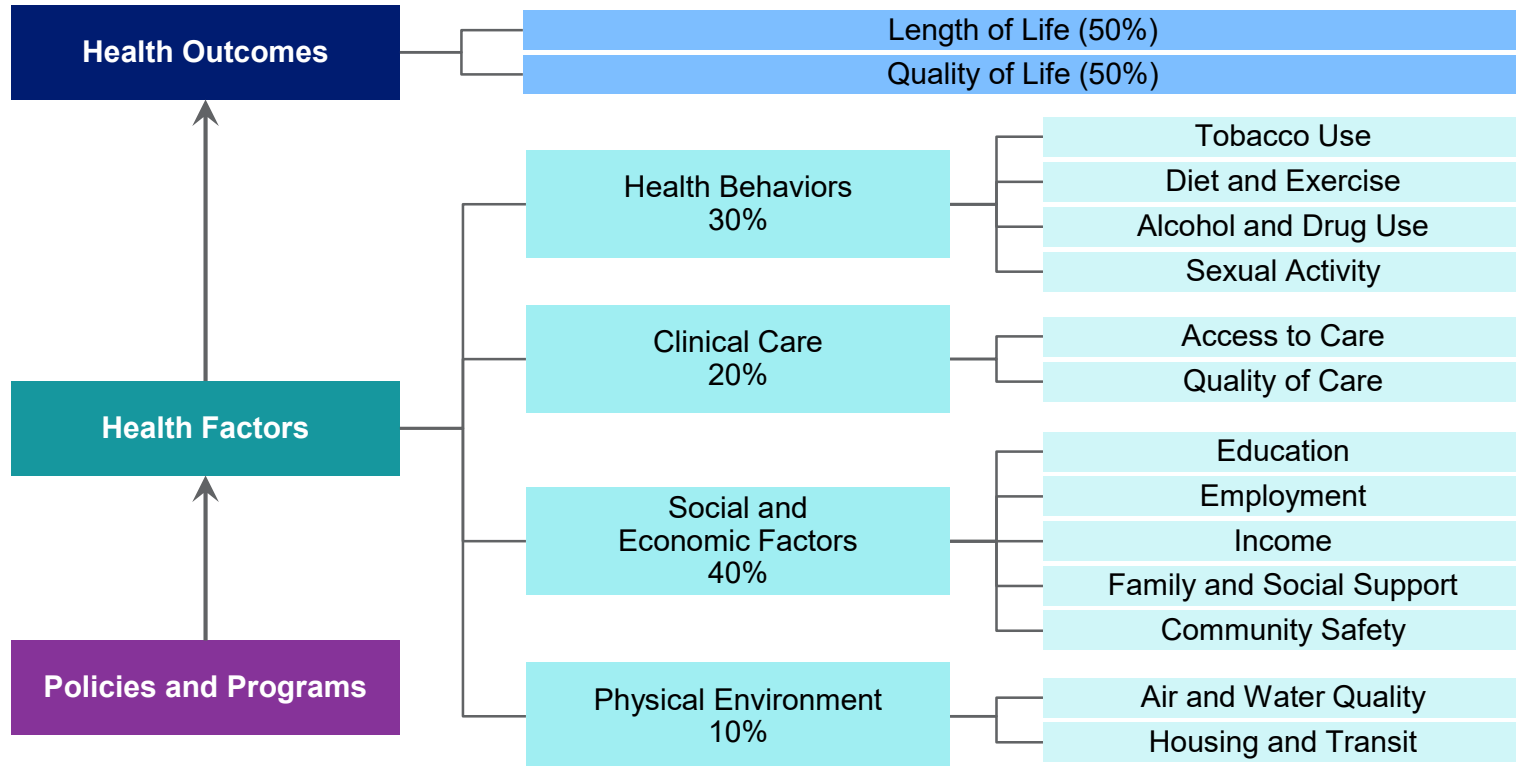 Health Outcomes
Length of Life (50%)
Quality of Life (50%)
Health Factors
Health Behaviors
30%
Tobacco Use
Diet and Exercise
Alcohol and Drug Use
Sexual Activity
Clinical Care
20%
Access to Care
Quality of Care
Social and
Economic Factors
40%
Education
Employment
Income
Family and Social Support
Community Safety
Physical Environment
10%
Air and Water Quality
Housing and Transit
Policies and Programs